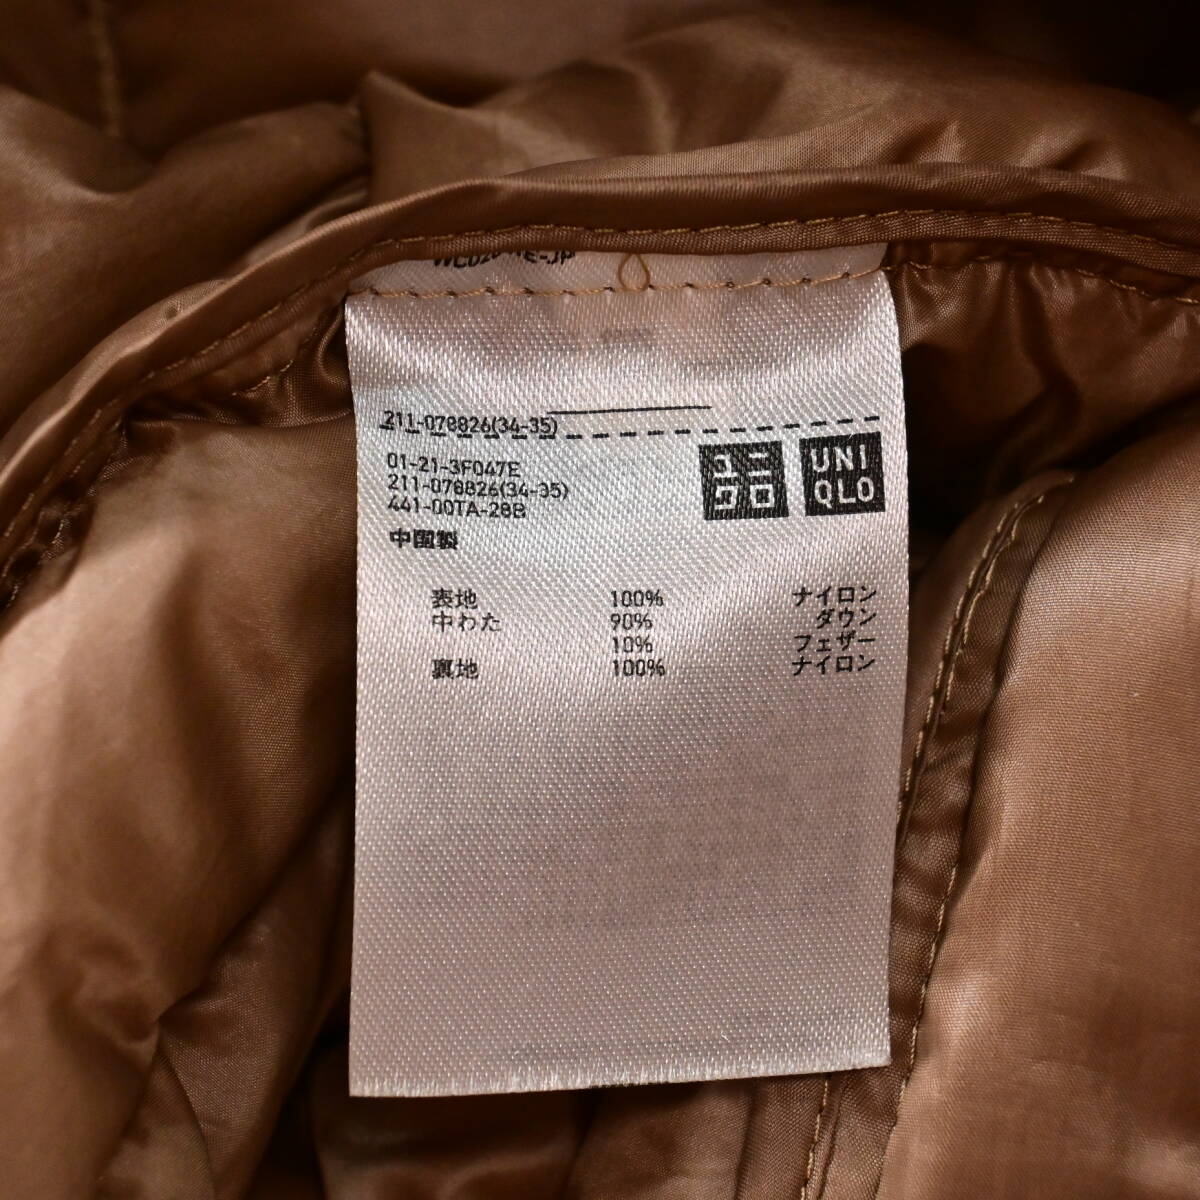 211-078826(34-35)
01-21-3F047E
211-078826(34-35)
441-00TA-28B
中国製
ユニ
クロ
UNI
QLO
表地 100% ナイロン
中わた 90% ダウン
10% フェザー
裏地 100% ナイロン